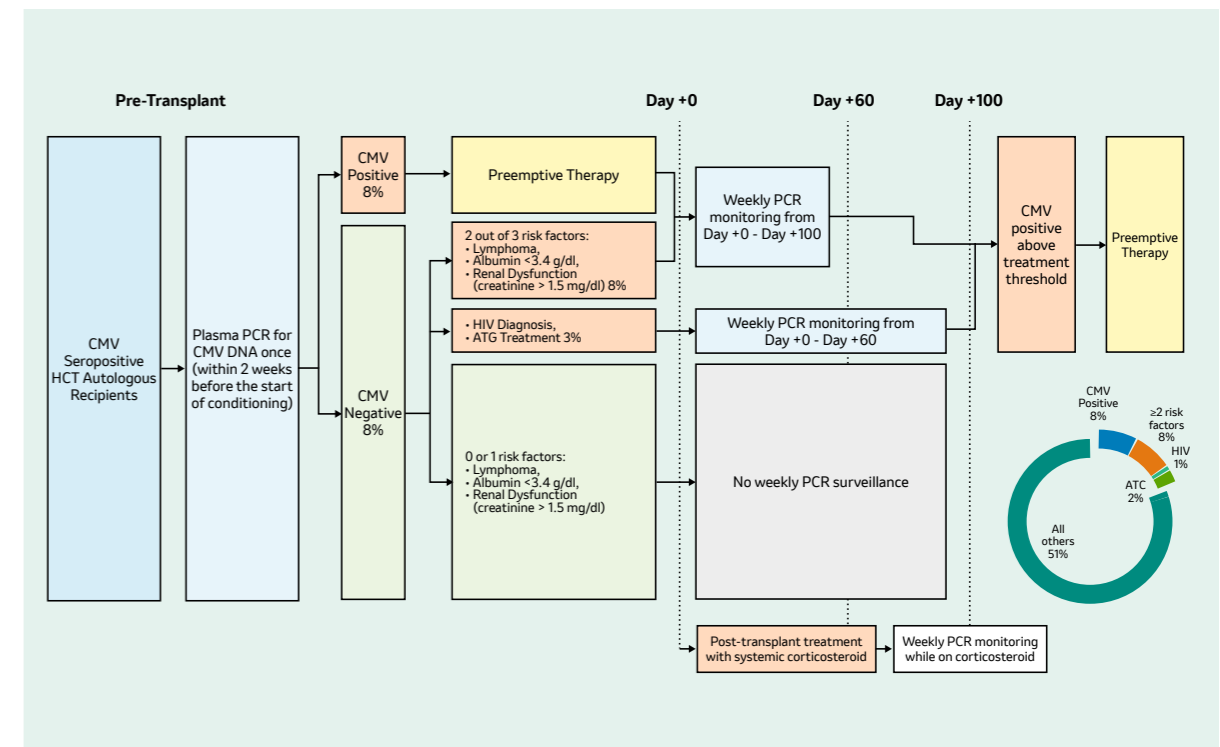 Pre-Transplant
Day +0
Day +60
Day +100
CMV
Seropositive
HCT Autologous
Recipients
Plasma PCR for
CMV DNA once
(within 2 weeks
before the start
of conditioning)
CMV
Positive
8%
CMV
Negative
8%
Preemptive Therapy
2 out of 3 risk factors:
• Lymphoma,
• Albumin <3.4 g/dl,
• Renal Dysfunction
(creatinine > 1.5 mg/dl) 8%
• HIV Diagnosis,
• ATG Treatment 3%
0 or 1 risk factors:
• Lymphoma,
• Albumin <3.4 g/dl,
• Renal Dysfunction
(creatinine > 1.5 mg/dl)
Weekly PCR
monitoring from
Day +0 - Day +100
Weekly PCR monitoring from
Day +0 - Day +60
No weekly PCR surveillance
Post-transplant treatment
with systemic corticosteroid
Weekly PCR monitoring
while on corticosteroid
CMV
positive
above
treatment
threshold
Preemptive
Therapy
CMV
Positive
8%
≥2 risk
factors
8%
HIV
1%
ATC
2%
All
others
51%